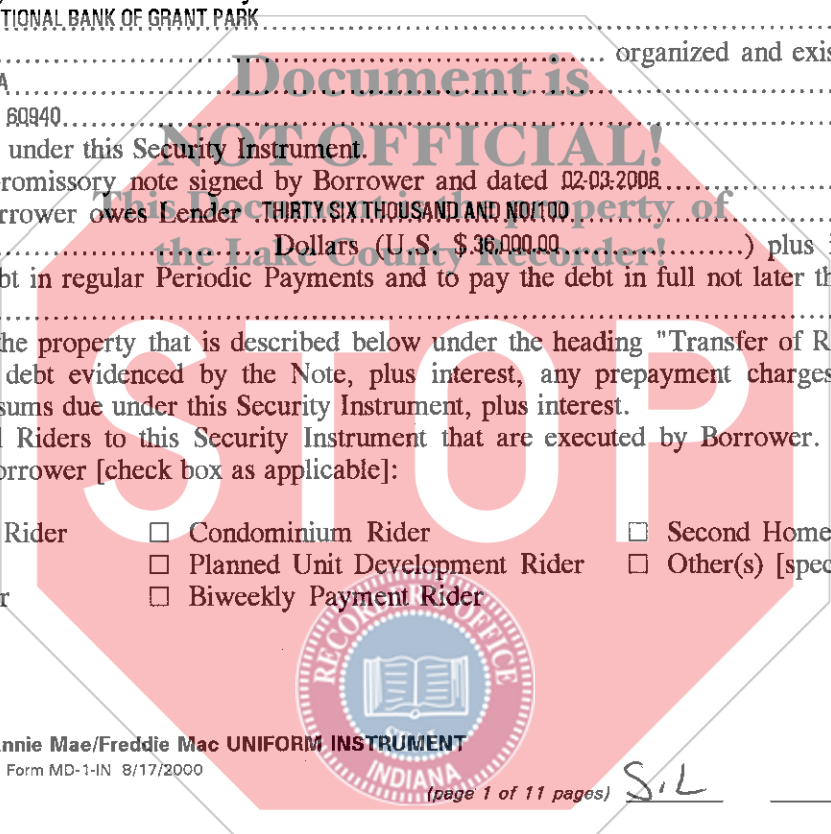 TIONAL BANK OF GRANT PARK
organized and exis
A
Document is
60940
NOT OFFICIAL!
under this Security Instrument.
romissory note signed by Borrower and dated 02-03-2006
This Document is the property of
rrower owes Lender THIRTY SIX THOUSAND AND NO/100
the Lake County Recorder!
Dollars (U.S. $ 36,000.00 ) plus i
bt in regular Periodic Payments and to pay the debt in full not later th
STOP
he property that is described below under the heading "Transfer of R
debt evidenced by the Note, plus interest, any prepayment charges
sums due under this Security Instrument, plus interest.
l Riders to this Security Instrument that are executed by Borrower.
orrower [check box as applicable]:
Rider ☐ Condominium Rider ☐ Second Home
☐ Planned Unit Development Rider ☐ Other(s) [spec
r ☐ Biweekly Payment Rider
RECORDER'S OFFICE
INDIANA
nnie Mae/Freddie Mac UNIFORM INSTRUMENT
Form MD-1-IN 8/17/2000
(page 1 of 11 pages) S.L